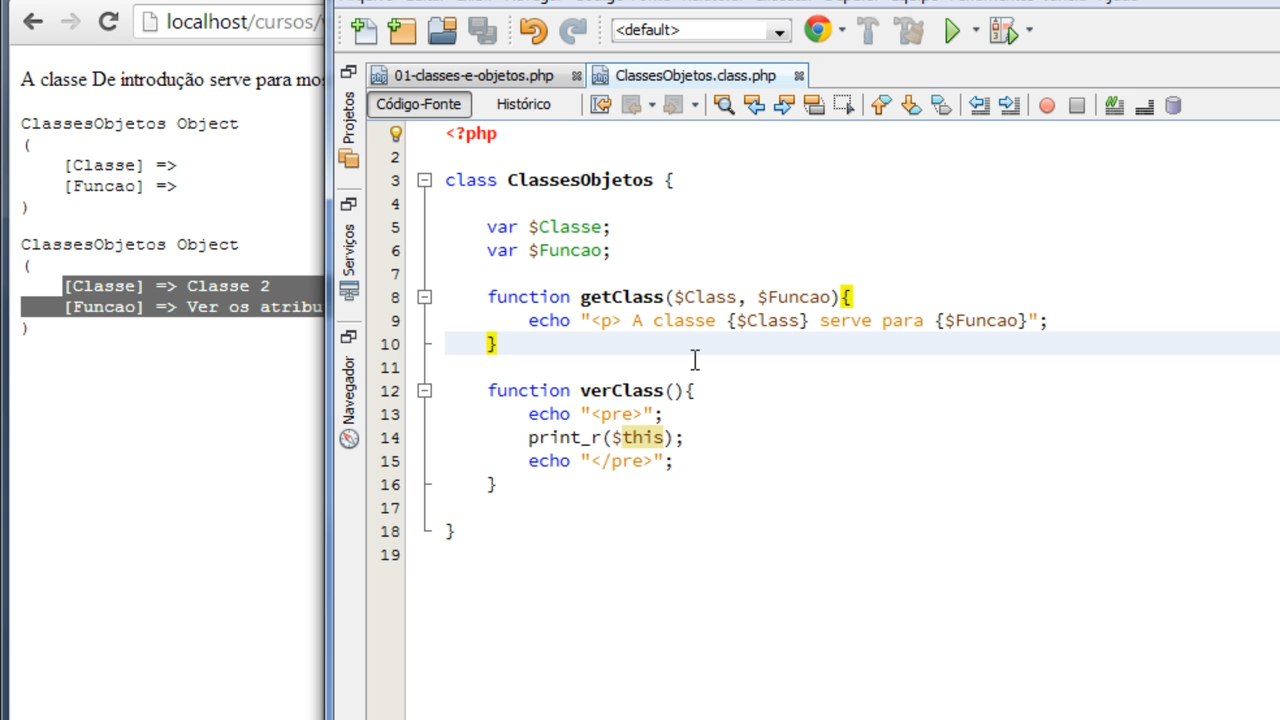 <default>
01-classes-e-objetos.php
ClassesObjetos.class.php
Código-Fonte
Histórico
Projetos
Serviços
Navegador
localhost/cursos/
A classe De introdução serve para
ClassesObjetos Object
(
[Classe] =>
[Funcao] =>
)
ClassesObjetos Object
(
[Classe] => Classe 2
[Funcao] => Ver os
)
<?php
2
3 class ClassesObjetos {
4
5 var $Classe;
6 var $Funcao;
7
8 function getClass($Class, $Funcao){
9 echo "<p> A classe {$Class} serve para {$Funcao}";
10 }
11
12 function verClass(){
13 echo "<pre>";
14 print_r($this);
15 echo "</pre>";
16 }
17
18 }
19